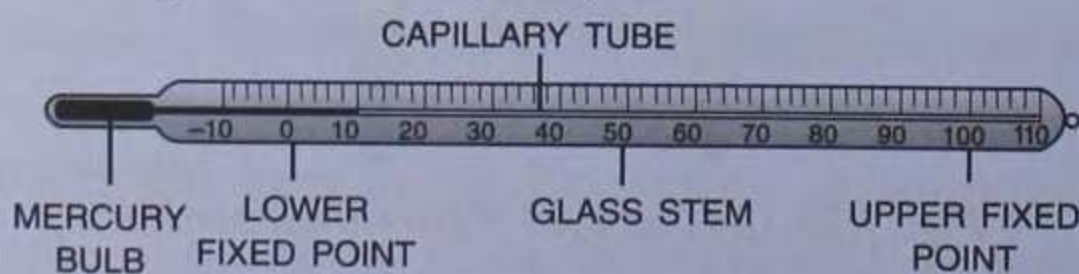 CAPILLARY TUBE
–10 0 10 20 30 40 50 60 70 80 90 100 110
MERCURY BULB
LOWER FIXED POINT
GLASS STEM
UPPER FIXED POINT